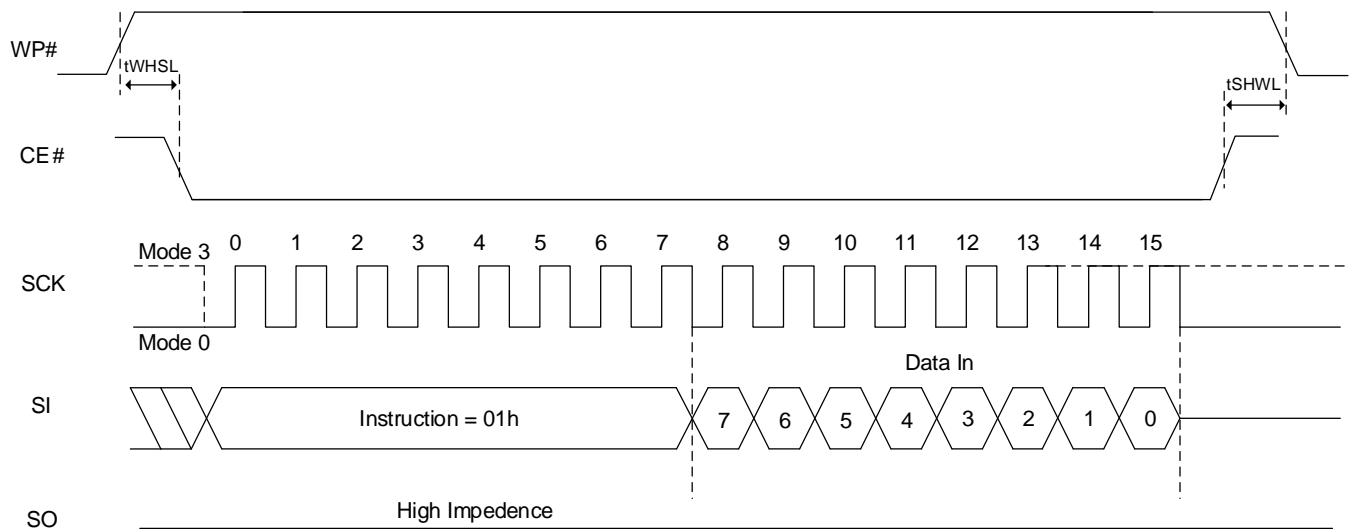 WP#
tWHSL
tSHWL
CE#
0 1 2 3 4 5 6 7 8 9 10 11 12 13 14 15
Mode 3
SCK
Mode 0
Data In
SI
Instruction = 01h
7 6 5 4 3 2 1 0
High Impedence
SO